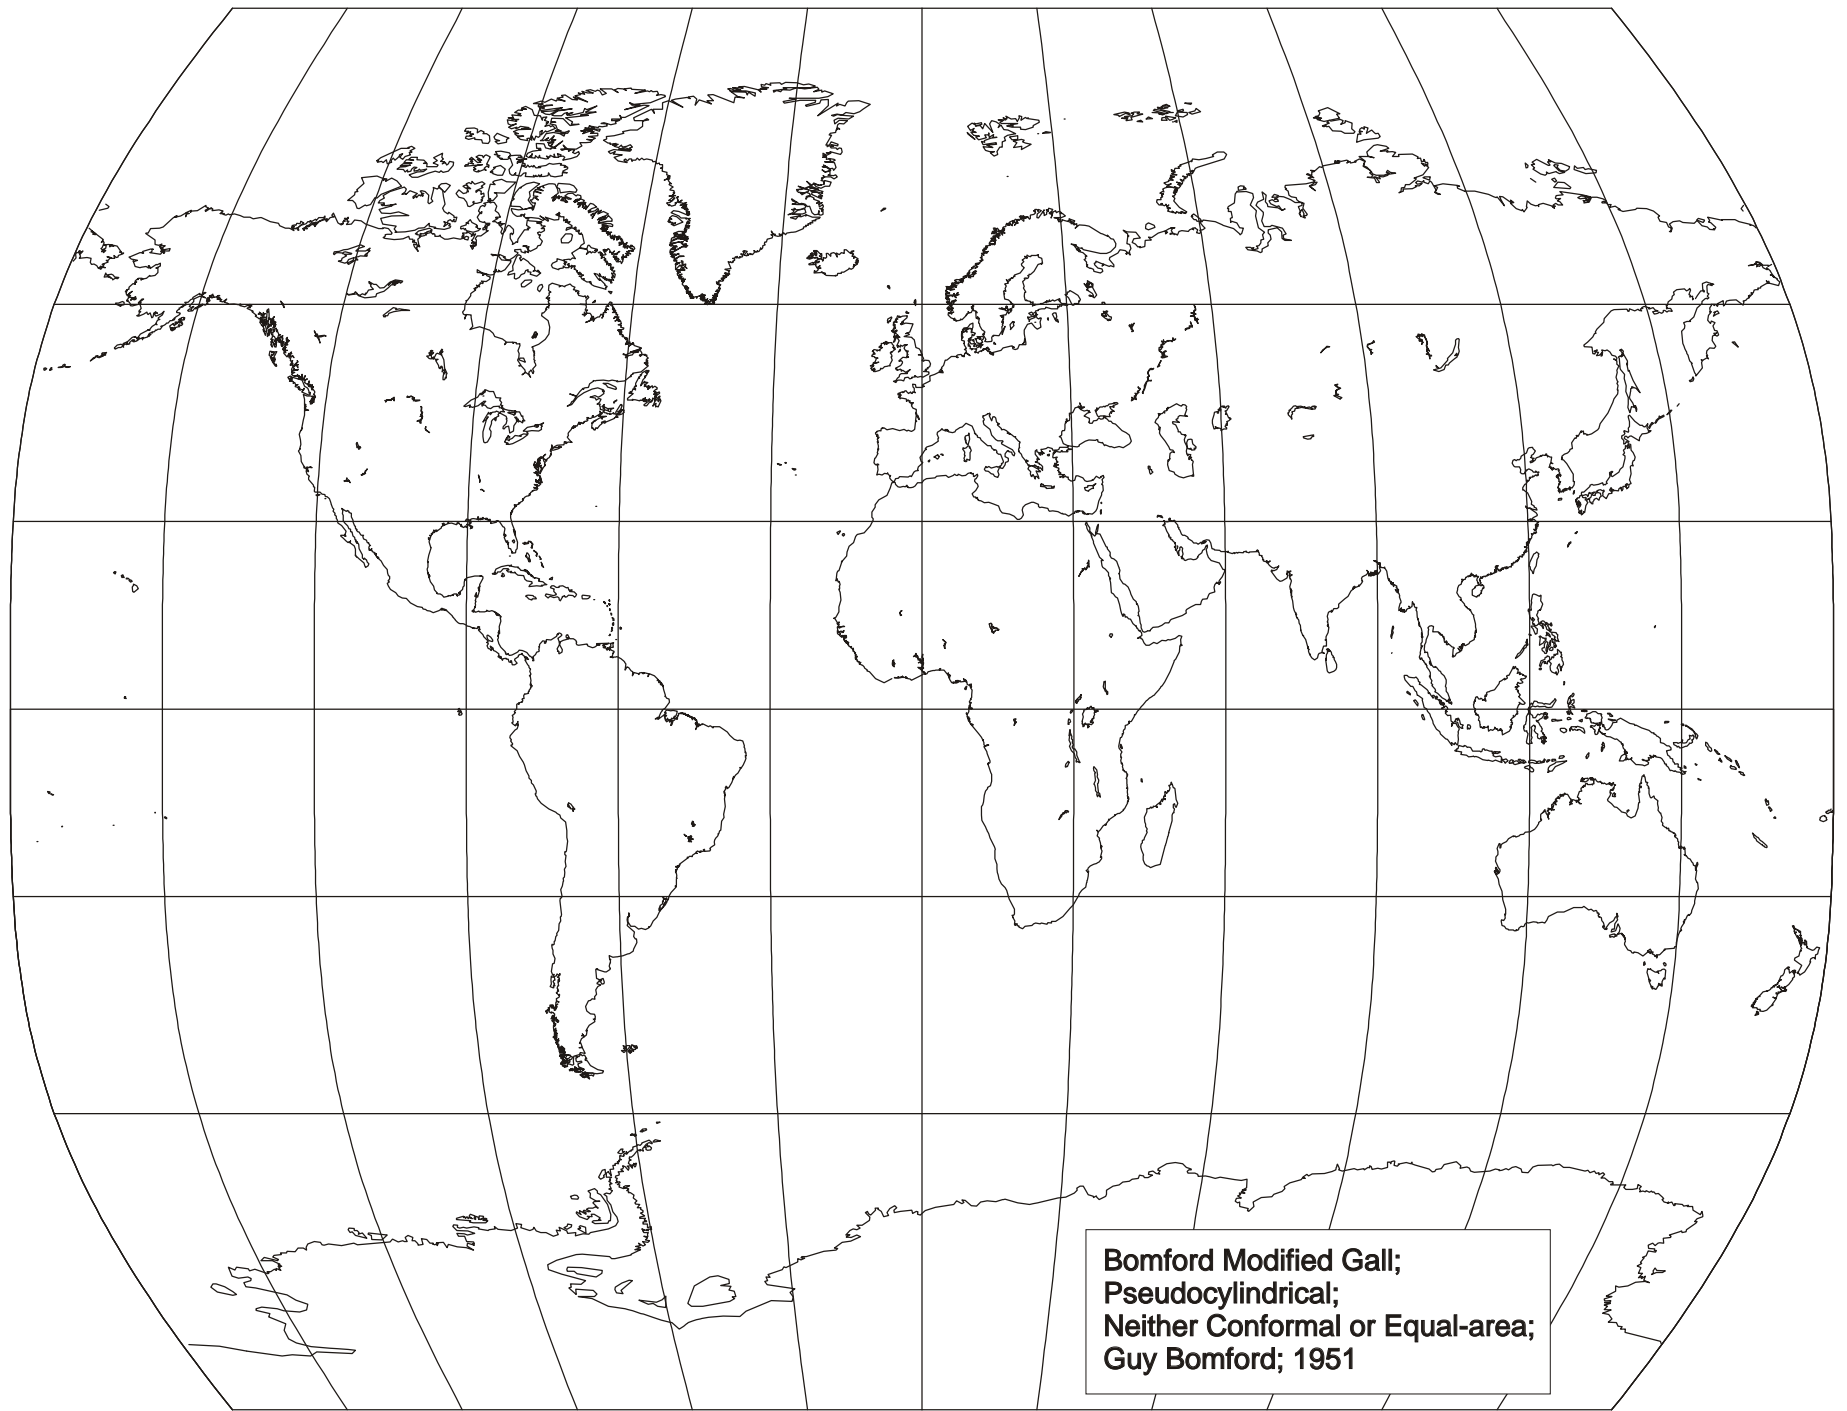 Bomford Modified Gall;
Pseudocylindrical;
Neither Conformal or Equal-area;
Guy Bomford; 1951